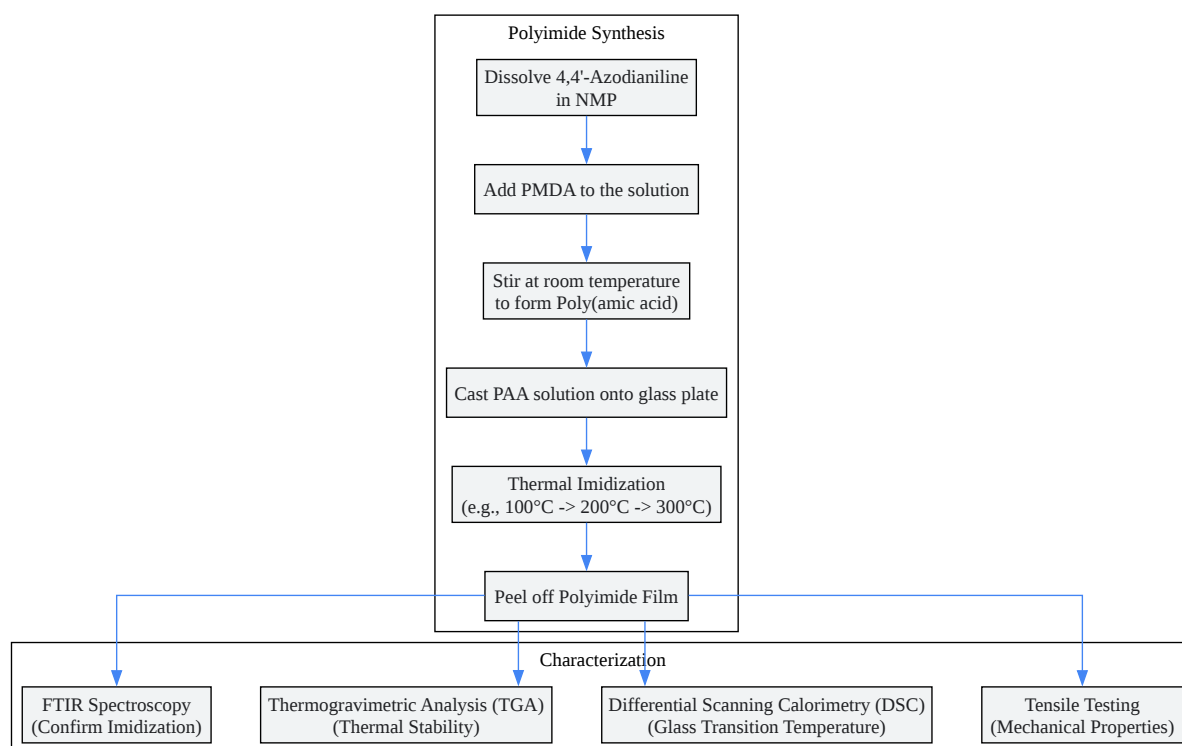 Polyimide Synthesis
Dissolve 4,4'-Azodianiline
in NMP
Add PMDA to the solution
Stir at room temperature
to form Poly(amic acid)
Cast PAA solution onto glass plate
Thermal Imidization
(e.g., 100°C -> 200°C -> 300°C)
Peel off Polyimide Film
Characterization
FTIR Spectroscopy
(Confirm Imidization)
Thermogravimetric Analysis (TGA)
(Thermal Stability)
Differential Scanning Calorimetry (DSC)
(Glass Transition Temperature)
Tensile Testing
(Mechanical Properties)